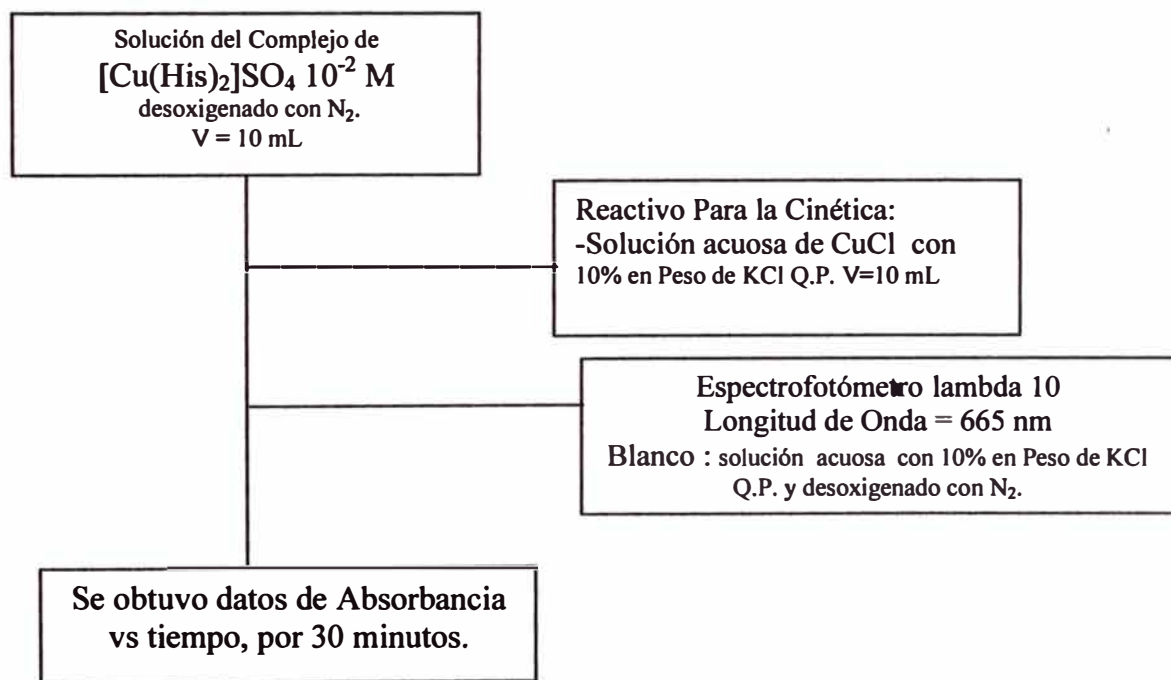 Solución del Complejo de
[Cu(His)₂]SO₄ 10⁻² M
desoxigenado con N₂.
V = 10 mL
Reactivo Para la Cinética:
-Solución acuosa de CuCl con
10% en Peso de KCl Q.P. V=10 mL
Espectrofotómetro lambda 10
Longitud de Onda = 665 nm
Blanco : solución acuosa con 10% en Peso de KCl
Q.P. y desoxigenado con N₂.
Se obtuvo datos de Absorbancia
vs tiempo, por 30 minutos.